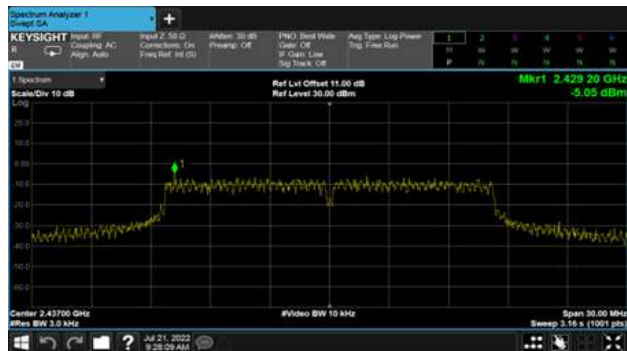 Spectrum Analyzer 1
Swept SA
+
KEYSIGHT Input: RF Input Z: 50 Ω #Atten: 30 dB PNO: Best Wide Avg Type: Log-Power 1 2 3 4 5 6
R Coupling: AC Corrections: On Preamp: Off Gate: Off Trig: Free Run M W W W W W
Align: Auto Freq Ref: Int (S) IF Gain: Low P N N N N N
Sig Track: Off
1 Spectrum
Ref Lvl Offset 11.00 dB Mkr1 2.429 20 GHz
Scale/Div 10 dB Ref Level 30.00 dBm -5.05 dBm
Log
20.0
10.0
0.00
1
-10.0
-20.0
-30.0
-40.0
-50.0
-60.0
Center 2.43700 GHz #Video BW 10 kHz Span 30.00 MHz
#Res BW 3.0 kHz Sweep 3.16 s (1001 pts)
? Jul 21, 2022
9:28:09 AM